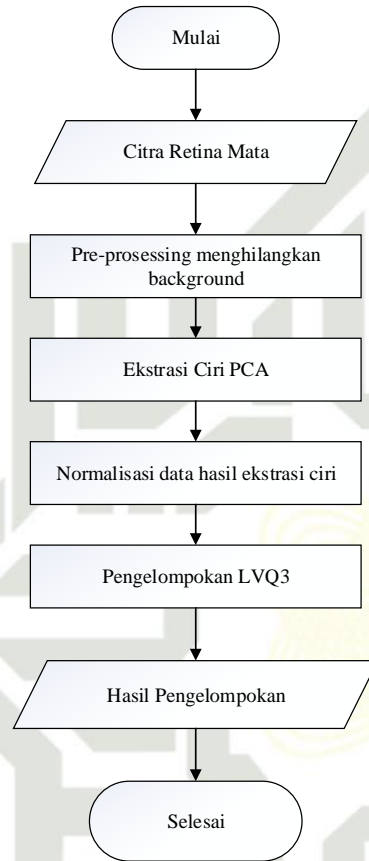 Mulai
Citra Retina Mata
Pre-prosessing menghilangkan
background
Ekstrasi Ciri PCA
Normalisasi data hasil ekstrasi ciri
Pengelompokan LVQ3
Hasil Pengelompokan
Selesai